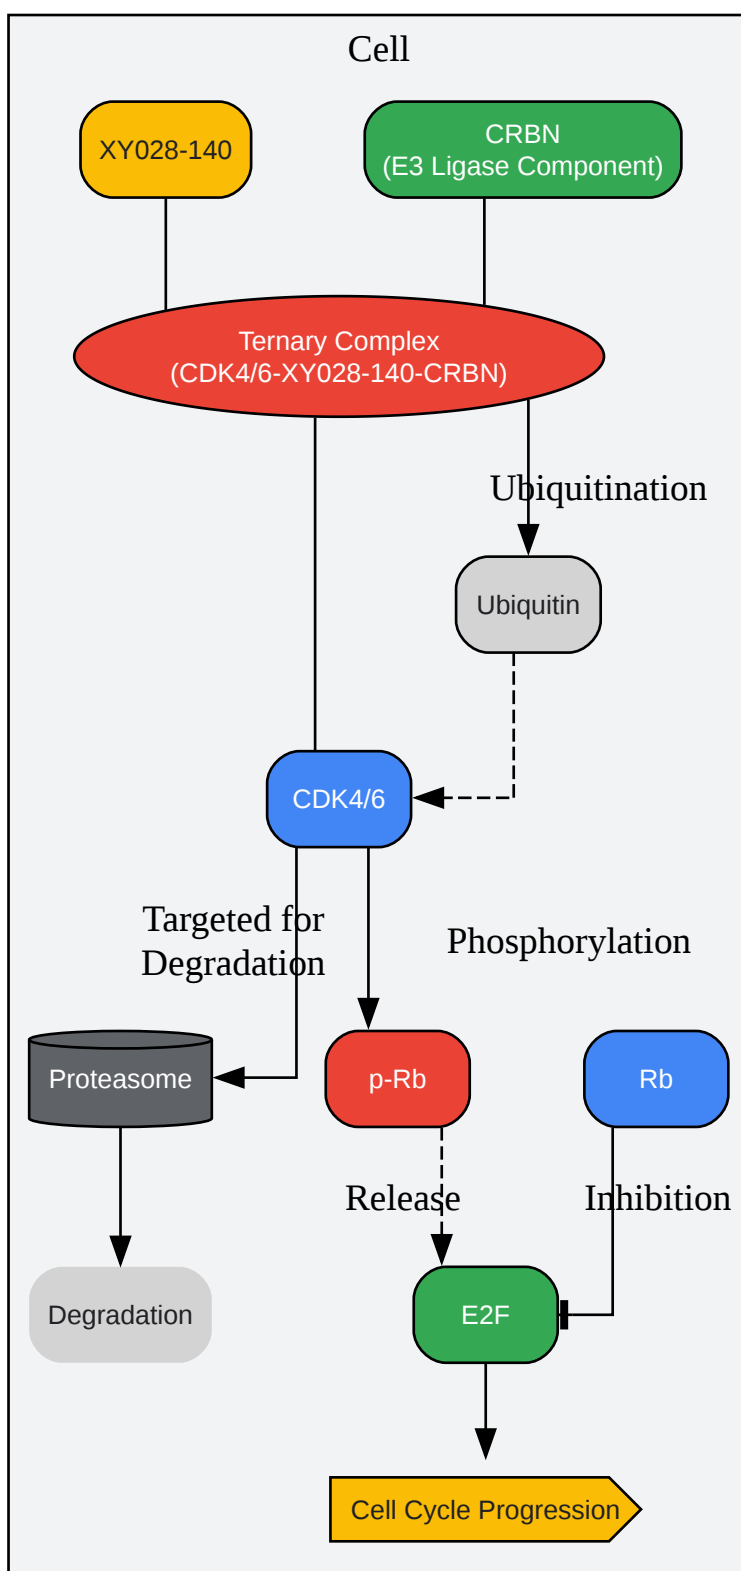 Cell
XY028-140
CRBN
(E3 Ligase Component)
Ternary Complex
(CDK4/6-XY028-140-CRBN)
Ubiquitination
Ubiquitin
CDK4/6
Targeted for
Degradation
Phosphorylation
Proteasome
p-Rb
Rb
Release
Inhibition
Degradation
E2F
Cell Cycle Progression